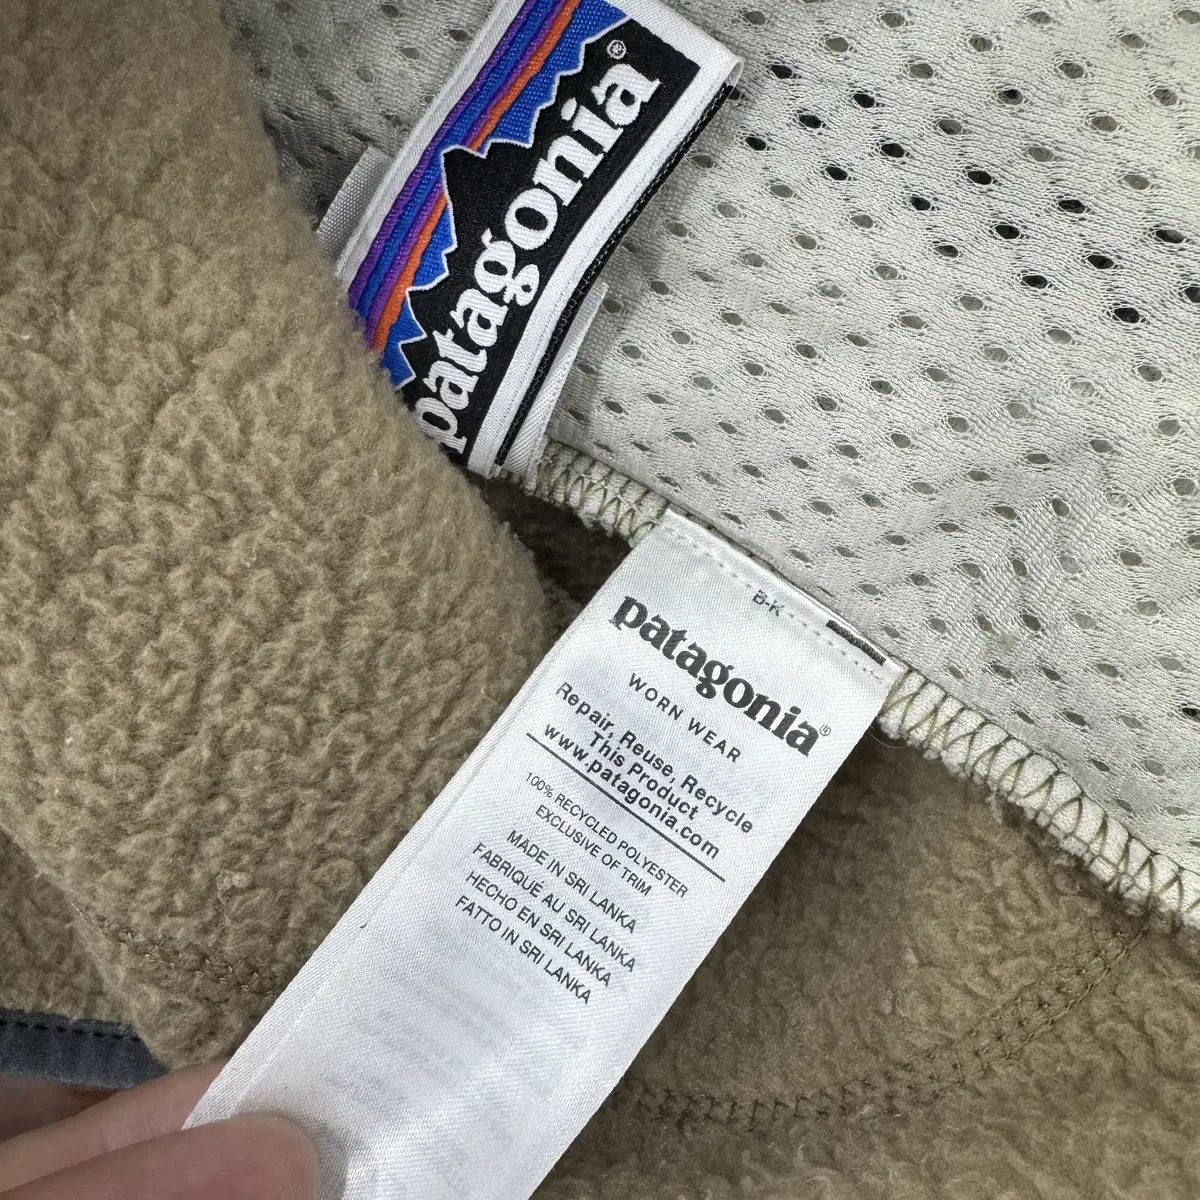 patagonia®
B-K
patagonia®
WORN WEAR
Repair, Reuse, Recycle
This Product
www.patagonia.com
100% RECYCLED POLYESTER
EXCLUSIVE OF TRIM
MADE IN SRI LANKA
FABRIQUÉ AU SRI LANKA
HECHO EN SRI LANKA
FATTO IN SRI LANKA